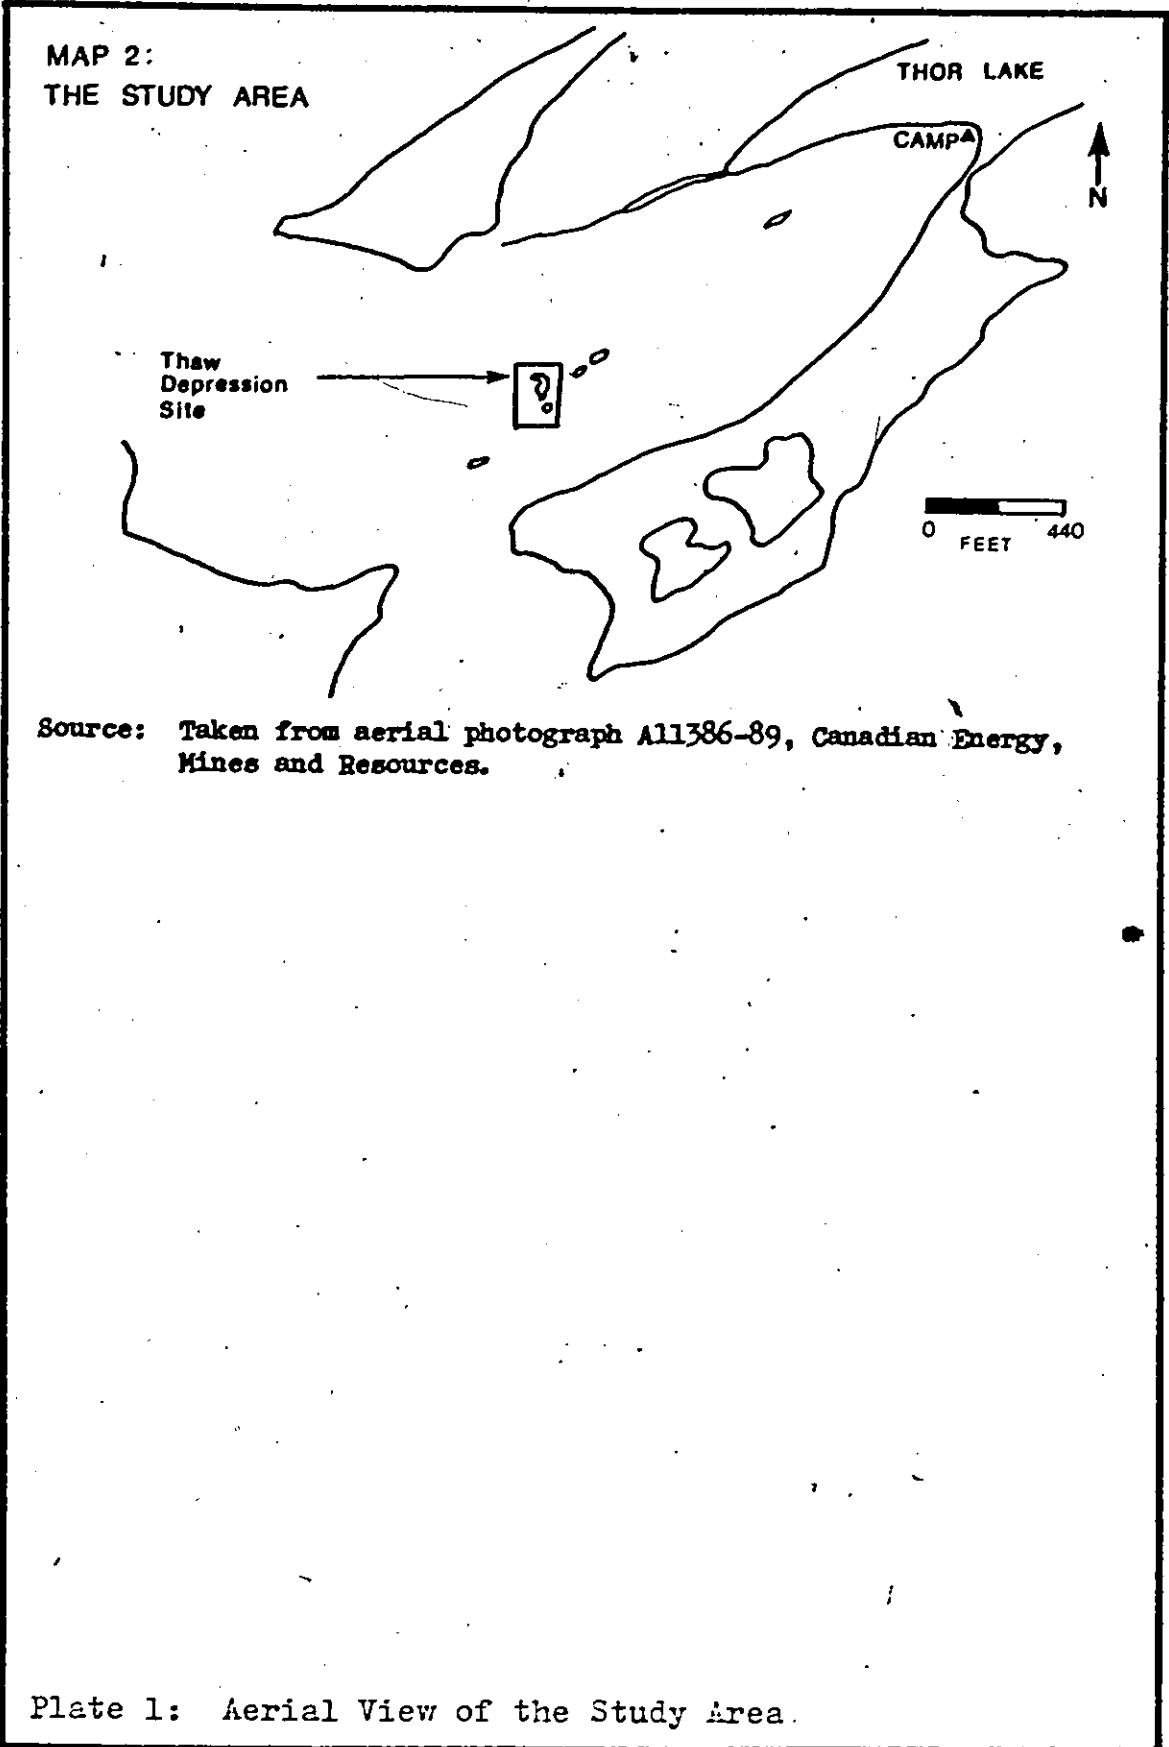 MAP 2:
THE STUDY AREA
THOR LAKE
CAMP
N
Thaw
Depression
Site
0 440
FEET
Source: Taken from aerial photograph A11386-89, Canadian Energy,
Mines and Resources.
Plate 1: Aerial View of the Study Area.